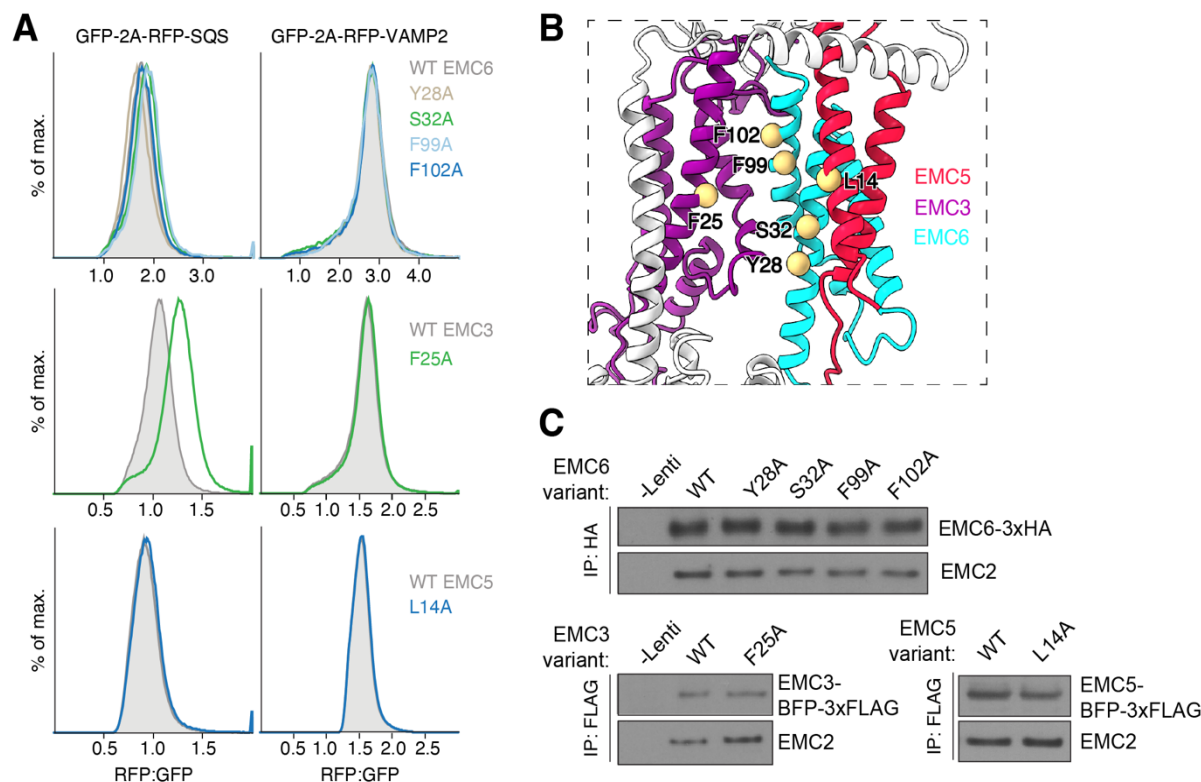 A
GFP-2A-RFP-SQS
GFP-2A-RFP-VAMP2
WT EMC6
Y28A
S32A
F99A
F102A
% of max.
1.0 2.0 3.0
1.0 2.0 3.0 4.0
WT EMC3
F25A
% of max.
0.5 1.0 1.5
0.5 1.0 1.5 2.0 2.5
WT EMC5
L14A
% of max.
0.5 1.0 1.5 2.0
0.5 1.0 1.5 2.0 2.5
RFP:GFP
RFP:GFP
B
F102
F99
L14
F25
S32
Y28
EMC5
EMC3
EMC6
C
EMC6
variant:
-Lenti WT Y28A S32A F99A F102A
IP: HA
EMC6-3xHA
EMC2
EMC3
variant:
-Lenti WT F25A
IP: FLAG
EMC3-
BFP-3xFLAG
EMC2
EMC5
variant:
WT L14A
IP: FLAG
EMC5-
BFP-3xFLAG
EMC2